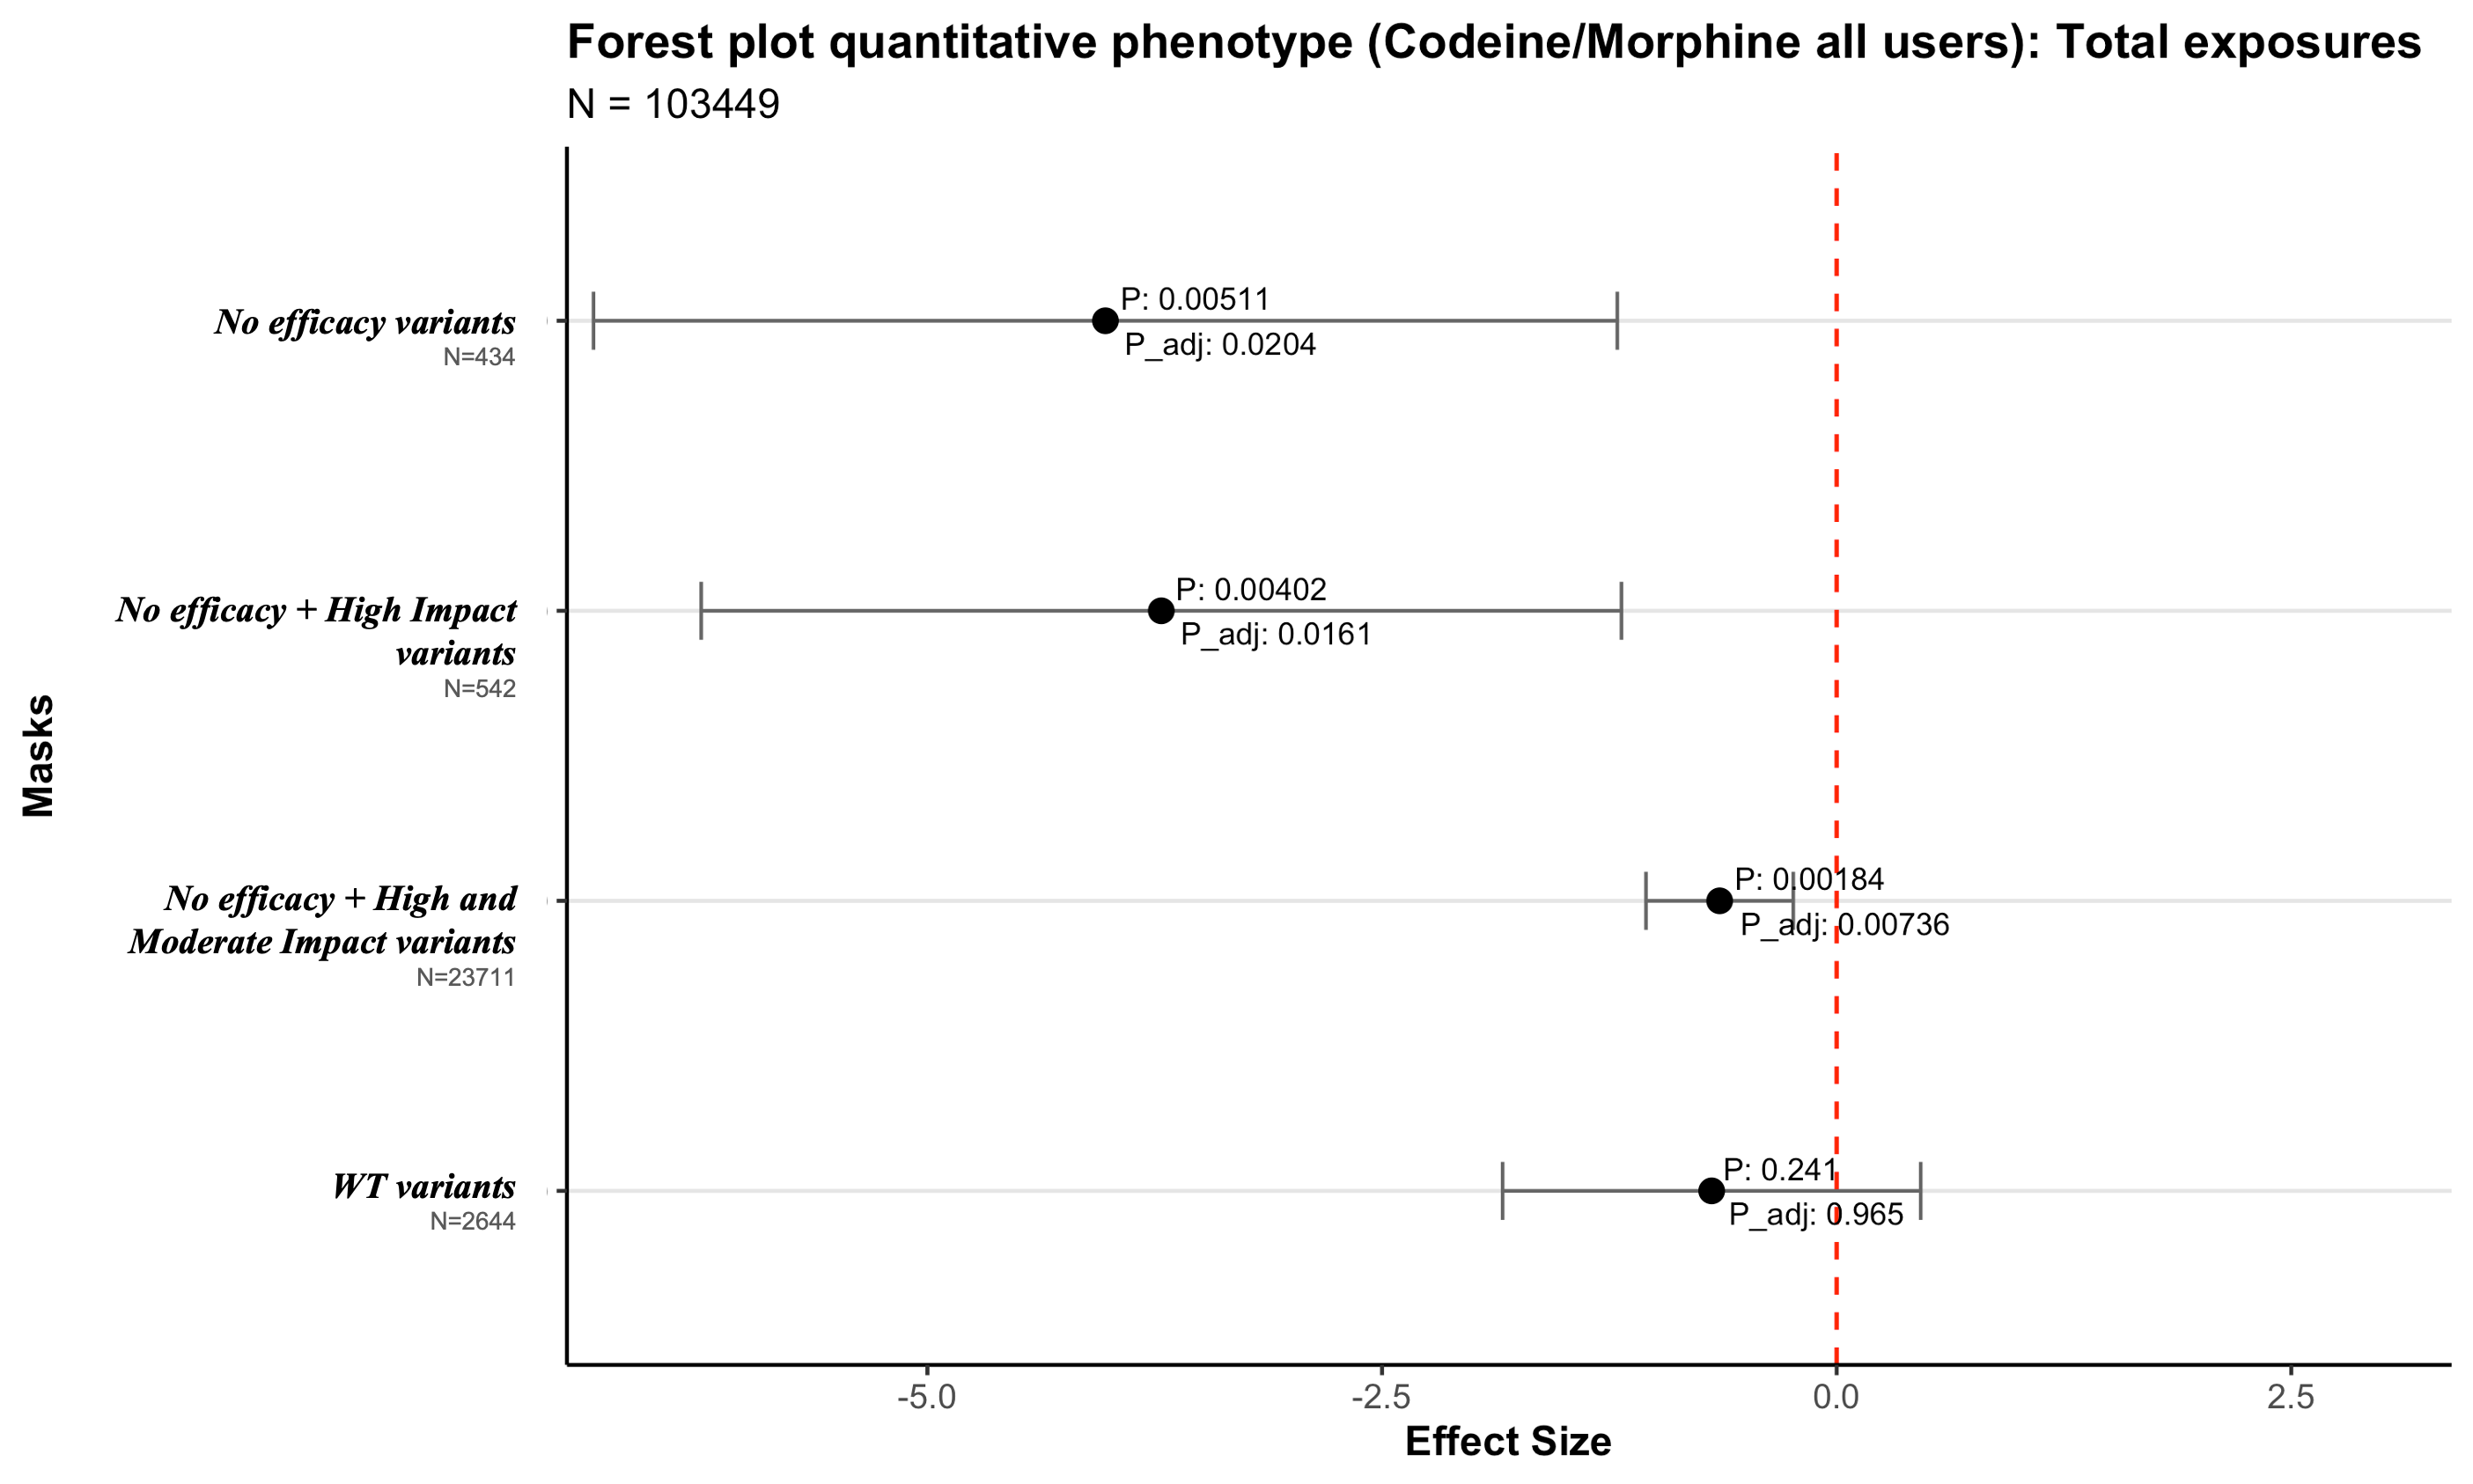 Forest plot quantitative phenotype (Codeine/Morphine all users): Total exposures
N = 103449
Masks
No efficacy variants
N=434
P: 0.00511
P_adj: 0.0204
No efficacy + High Impact
variants
N=542
P: 0.00402
P_adj: 0.0161
No efficacy + High and
Moderate Impact variants
N=23711
P: 0.00184
P_adj: 0.00736
WT variants
N=2644
P: 0.241
P_adj: 0.965
-5.0 -2.5 0.0 2.5
Effect Size